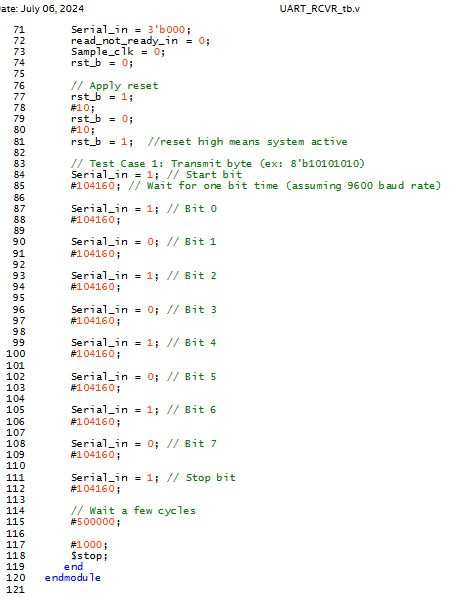 ate: July 06, 2024 UART_RCVR_tb.v
71 Serial_in = 3'b000;
72 read_not_ready_in = 0;
73 Sample_clk = 0;
74 rst_b = 0;
75
76 // Apply reset
77 rst_b = 1;
78 #10;
79 rst_b = 0;
80 #10;
81 rst_b = 1; //reset high means system active
82
83 // Test Case 1: Transmit byte (ex: 8'b10101010)
84 Serial_in = 1; // Start bit
85 #104160; // Wait for one bit time (assuming 9600 baud rate)
86
87 Serial_in = 1; // Bit 0
88 #104160;
89
90 Serial_in = 0; // Bit 1
91 #104160;
92
93 Serial_in = 1; // Bit 2
94 #104160;
95
96 Serial_in = 0; // Bit 3
97 #104160;
98
99 Serial_in = 1; // Bit 4
100 #104160;
101
102 Serial_in = 0; // Bit 5
103 #104160;
104
105 Serial_in = 1; // Bit 6
106 #104160;
107
108 Serial_in = 0; // Bit 7
109 #104160;
110
111 Serial_in = 1; // Stop bit
112 #104160;
113
114 // Wait a few cycles
115 #500000;
116
117 #1000;
118 $stop;
119 end
120 endmodule
121